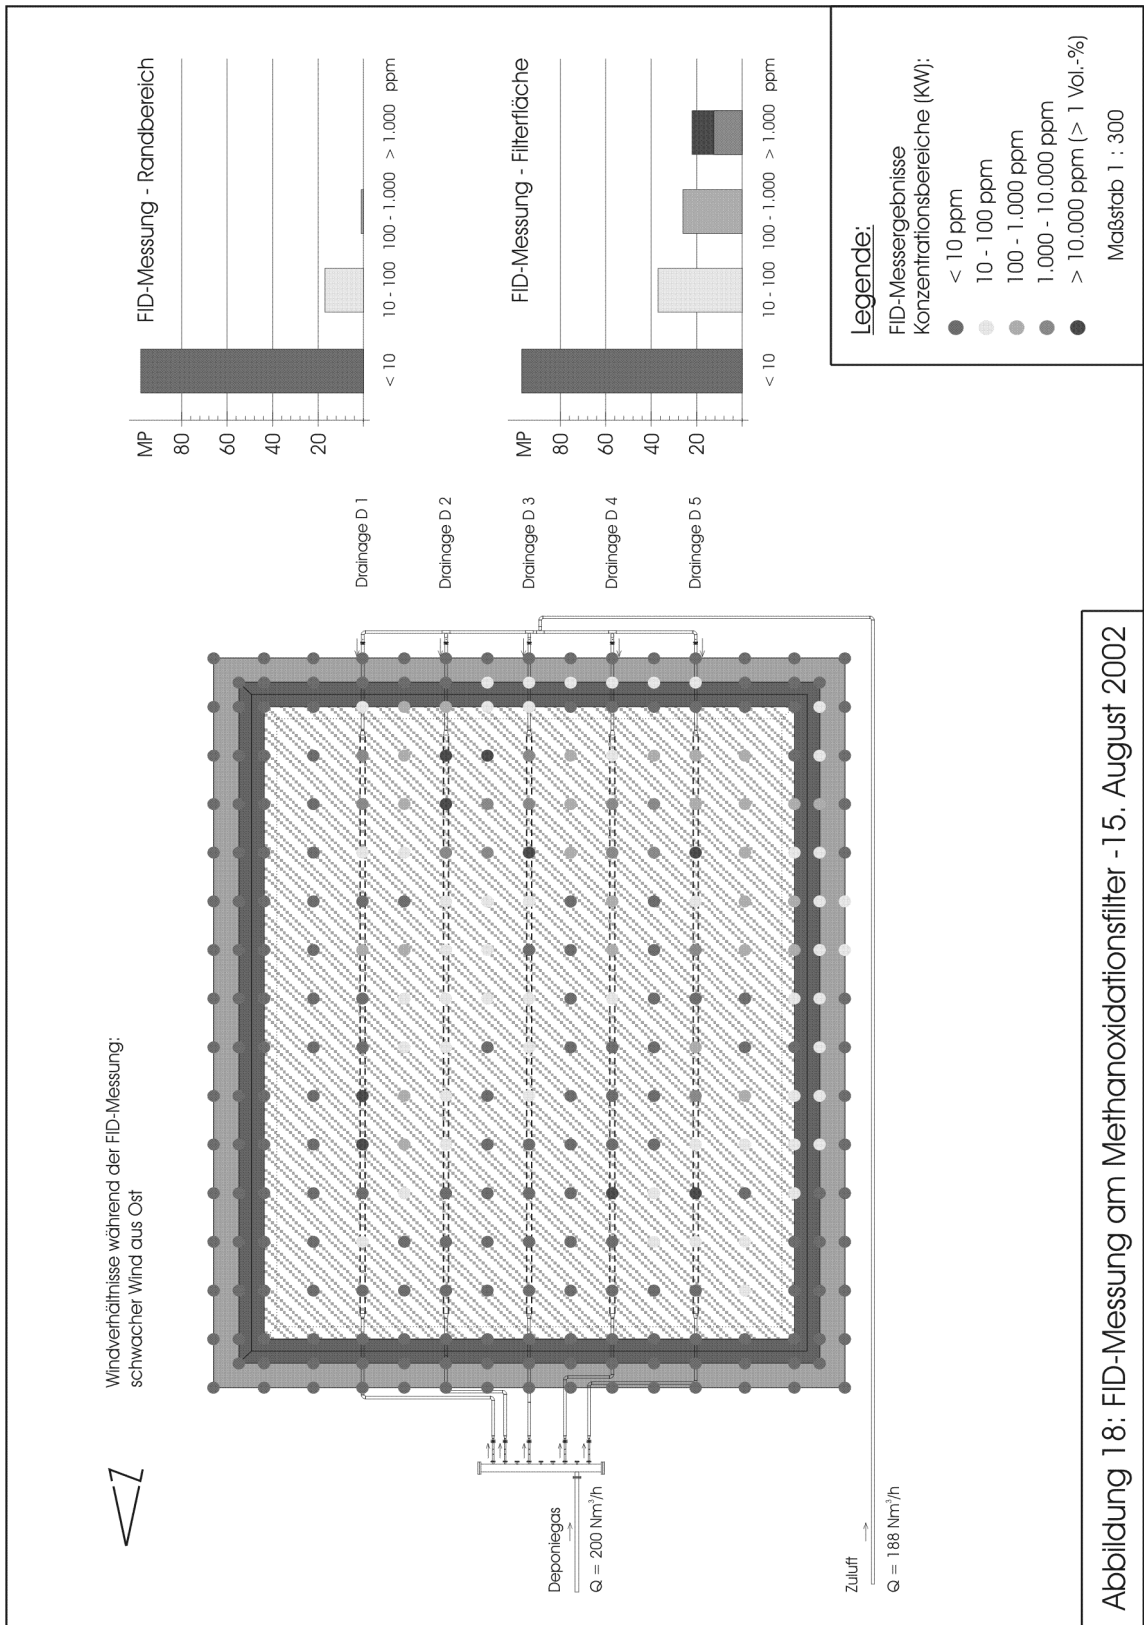 Windverhältnisse während der FID-Messung:
schwacher Wind aus Ost
Deponiegas
Q = 200 Nm³/h
Zuluft
Q = 188 Nm³/h
Drainage D 1
Drainage D 2
Drainage D 3
Drainage D 4
Drainage D 5
FID-Messung - Randbereich
MP
80
60
40
20
< 10
10 - 100
100 - 1.000
> 1.000 ppm
FID-Messung - Filterfläche
MP
80
60
40
20
< 10
10 - 100
100 - 1.000
> 1.000 ppm
Legende:
FID-Messergebnisse
Konzentrationsbereiche (KW):
< 10 ppm
10 - 100 ppm
100 - 1.000 ppm
1.000 - 10.000 ppm
> 10.000 ppm (> 1 Vol.-%)
Maßstab 1 : 300
Abbildung 18: FID-Messung am Methanoxidationsfilter -15. August 2002